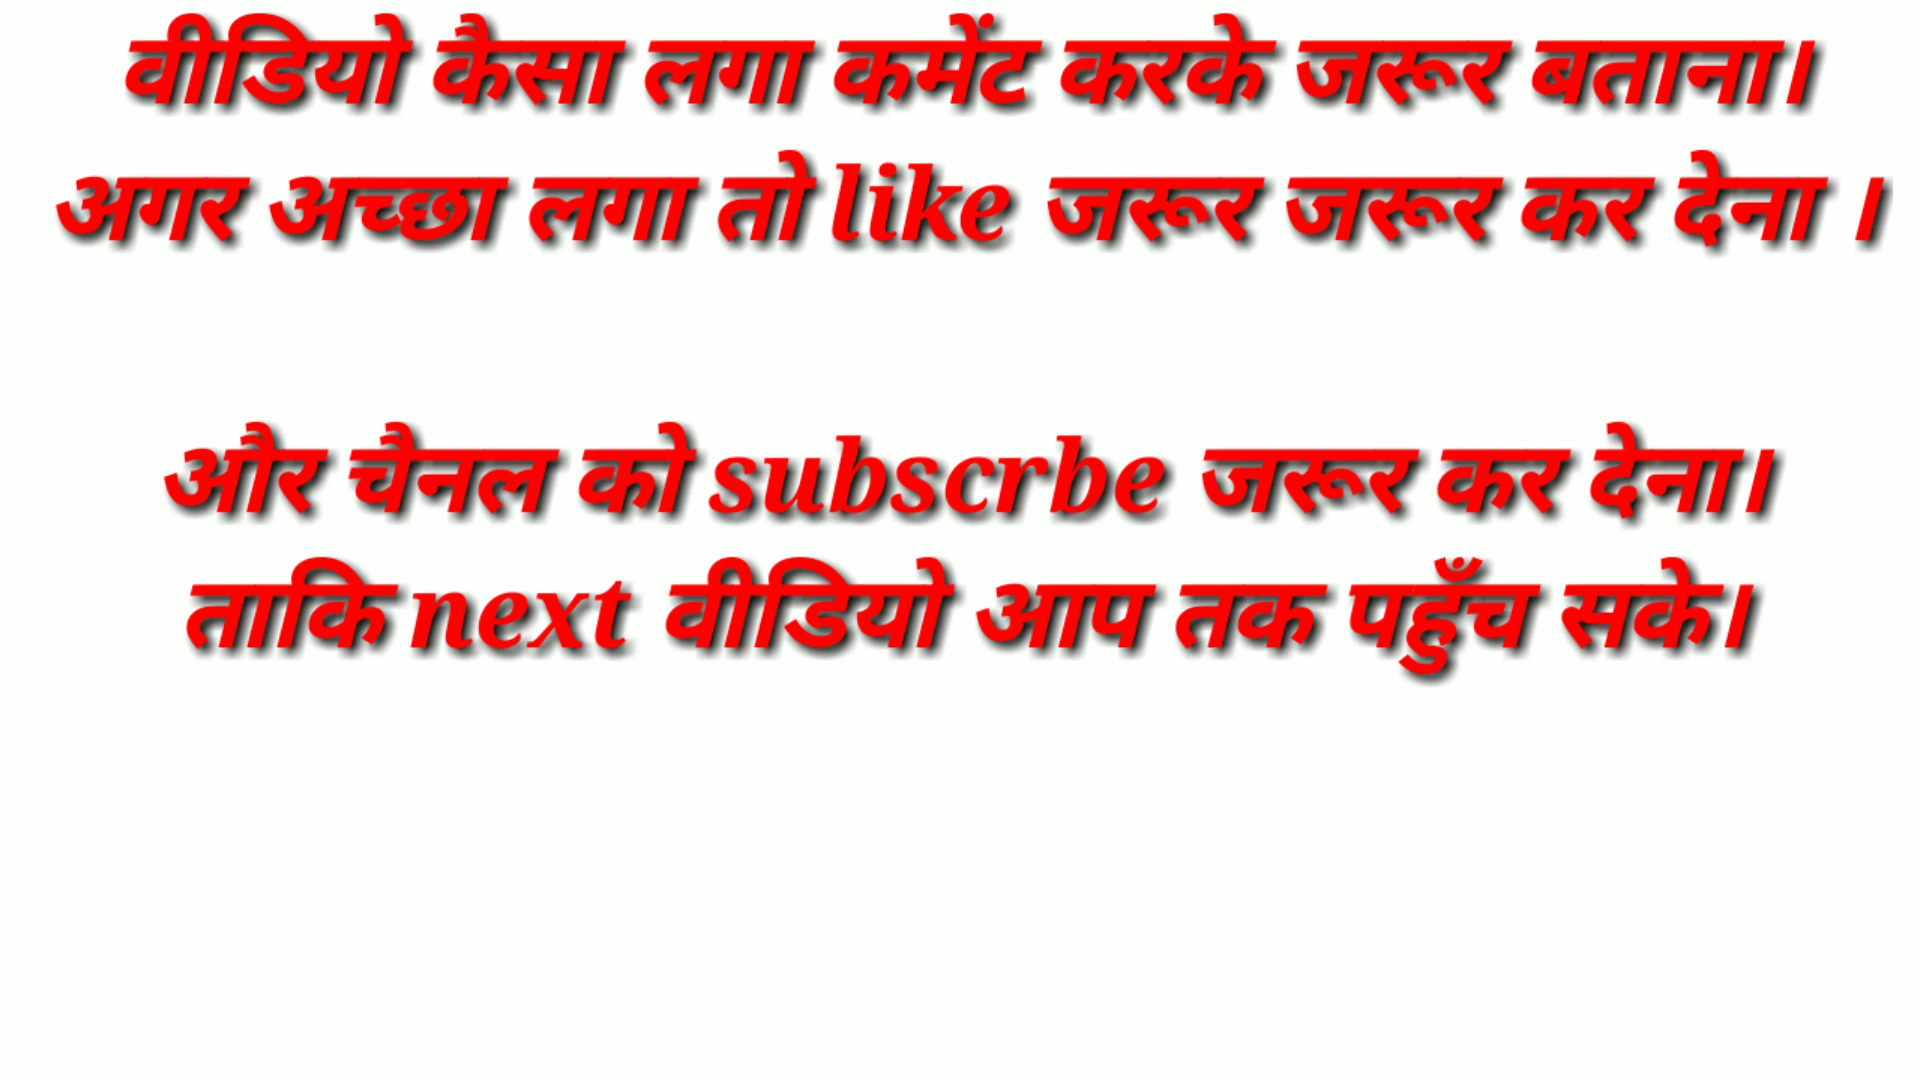 वीडियो कैसा लगा कमेंट करके जरूर बताना।
अगर अच्छा लगा तो like जरूर जरूर कर देना ।
और चैनल को subscrbe जरूर कर देना।
ताकि next वीडियो आप तक पहुँच सके।